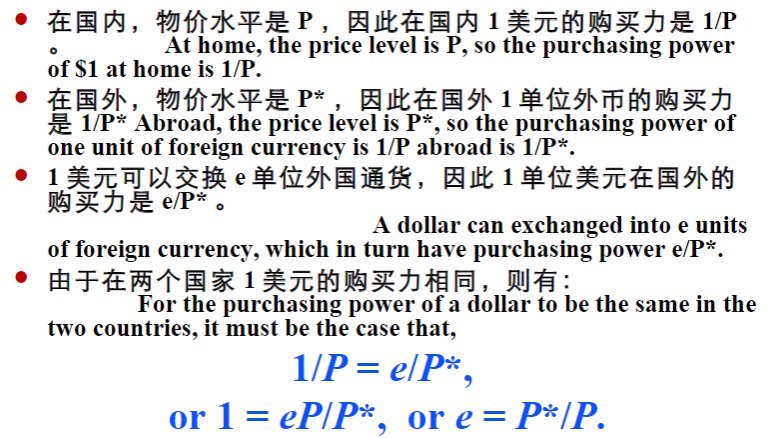 • 在国内，物价水平是 P ，因此在国内 1 美元的购买力是 1/P
。 At home, the price level is P, so the purchasing power
of $1 at home is 1/P.
• 在国外，物价水平是 P* ，因此在国外 1 单位外币的购买力
是 1/P* Abroad, the price level is P*, so the purchasing power of
one unit of foreign currency is 1/P abroad is 1/P*.
• 1 美元可以交换 e 单位外国通货，因此 1 单位美元在国外的
购买力是 e/P* 。
A dollar can exchanged into e units
of foreign currency, which in turn have purchasing power e/P*.
• 由于在两个国家 1 美元的购买力相同，则有：
For the purchasing power of a dollar to be the same in the
two countries, it must be the case that,
1/P = e/P*,
or 1 = eP/P*, or e = P*/P.